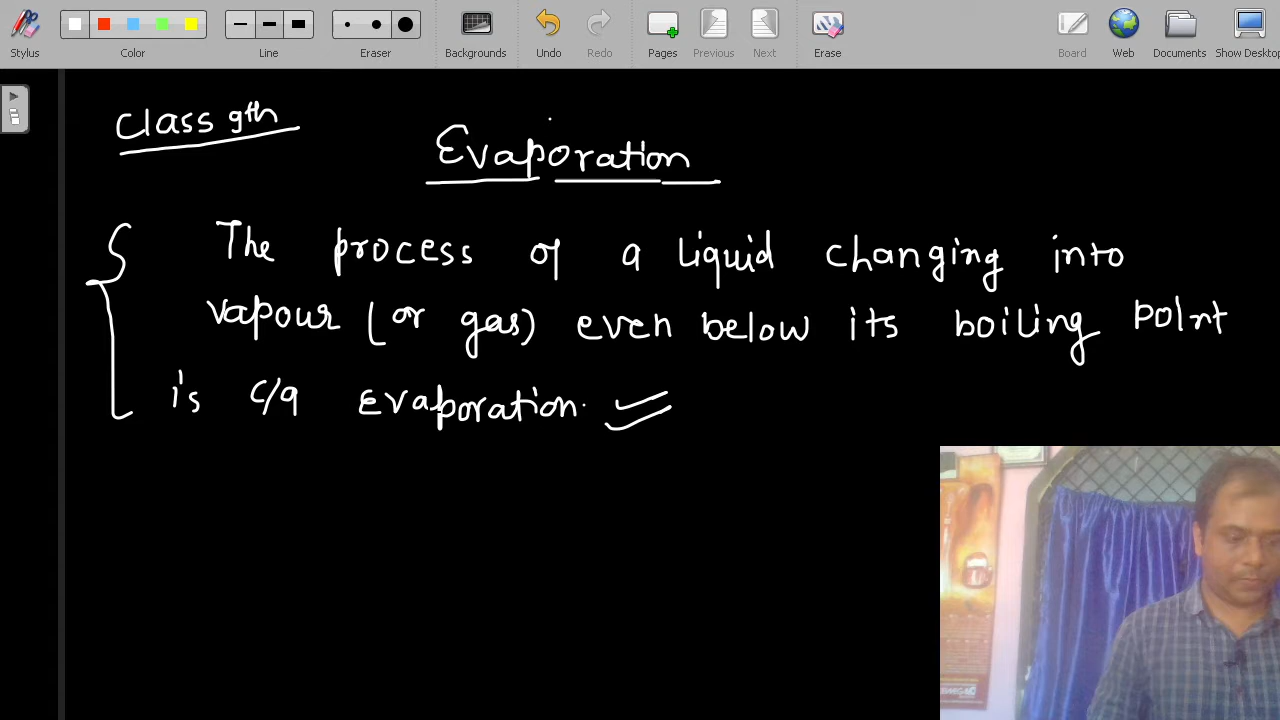 Stylus
Color
Line
Eraser
Backgrounds
Undo
Redo
Pages
Previous
Next
Erase
Board
Web
Documents
Show Desktop
Class 9th
Evaporation
The process of a liquid changing into
vapour (or gas) even below its boiling point
is c/a evaporation.